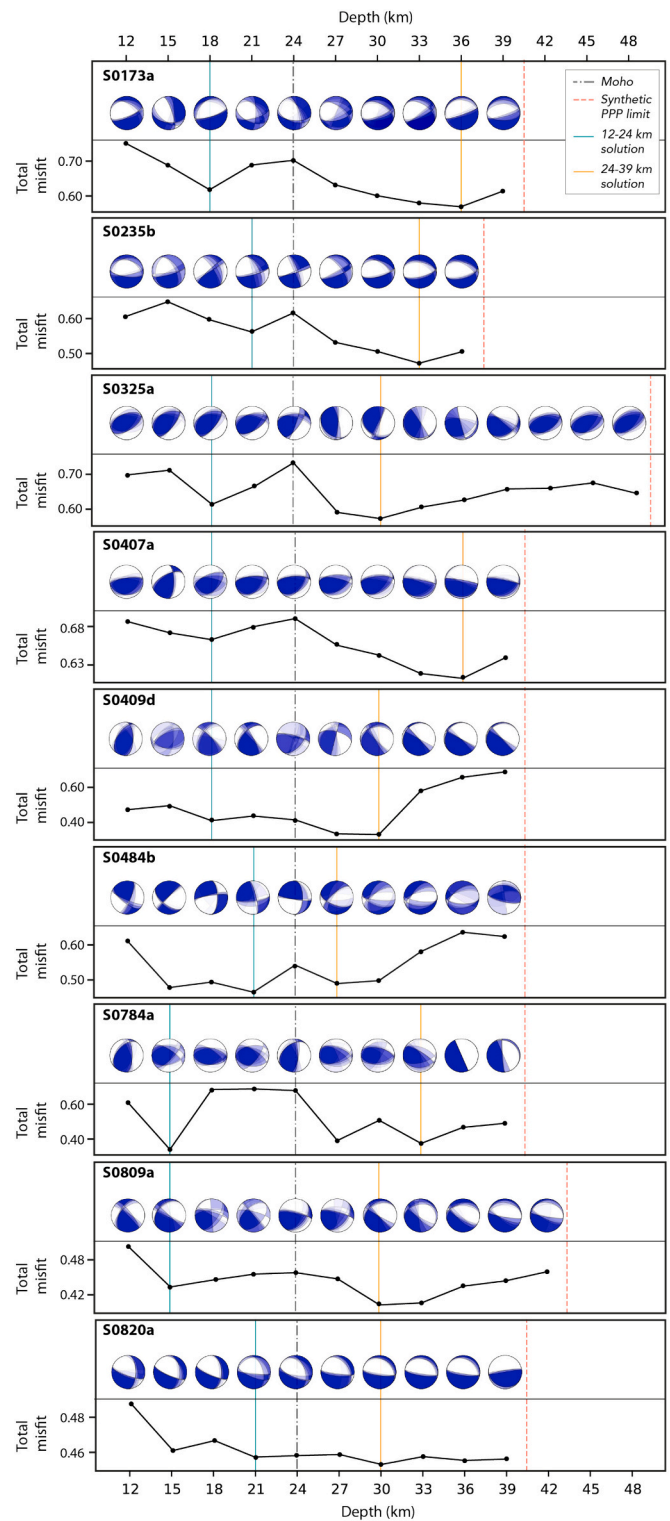 Depth (km)
12 15 18 21 24 27 30 33 36 39 42 45 48
S0173a
Moho
Synthetic
PPP limit
12-24 km
solution
24-39 km
solution
Total
misfit
0.70
0.60
S0235b
Total
misfit
0.60
0.50
S0325a
Total
misfit
0.70
0.60
S0407a
Total
misfit
0.68
0.63
S0409d
Total
misfit
0.60
0.40
S0484b
Total
misfit
0.60
0.50
S0784a
Total
misfit
0.60
0.40
S0809a
Total
misfit
0.48
0.42
S0820a
Total
misfit
0.48
0.46
12 15 18 21 24 27 30 33 36 39 42 45 48
Depth (km)